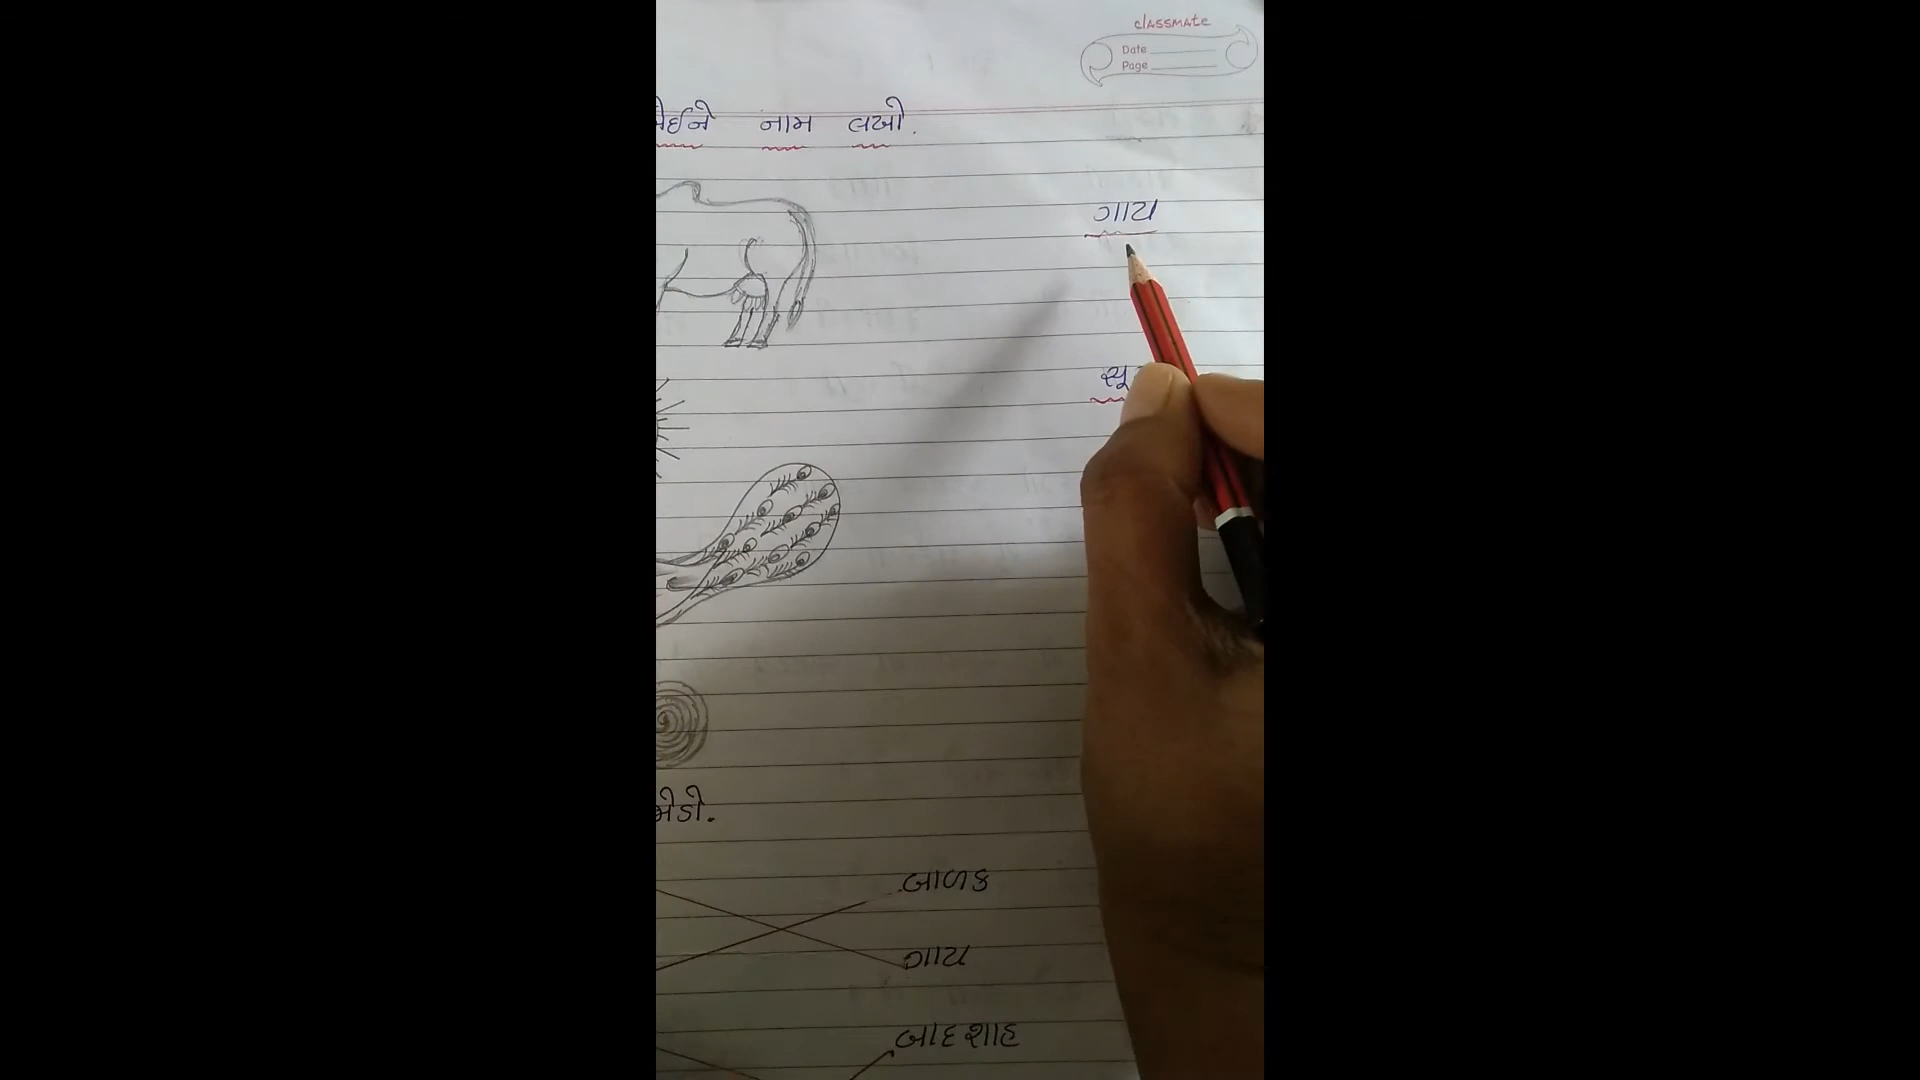 classmate
Date
Page
નામ લખો.
ગાય
બાળક
ગાય
બાદશાહ